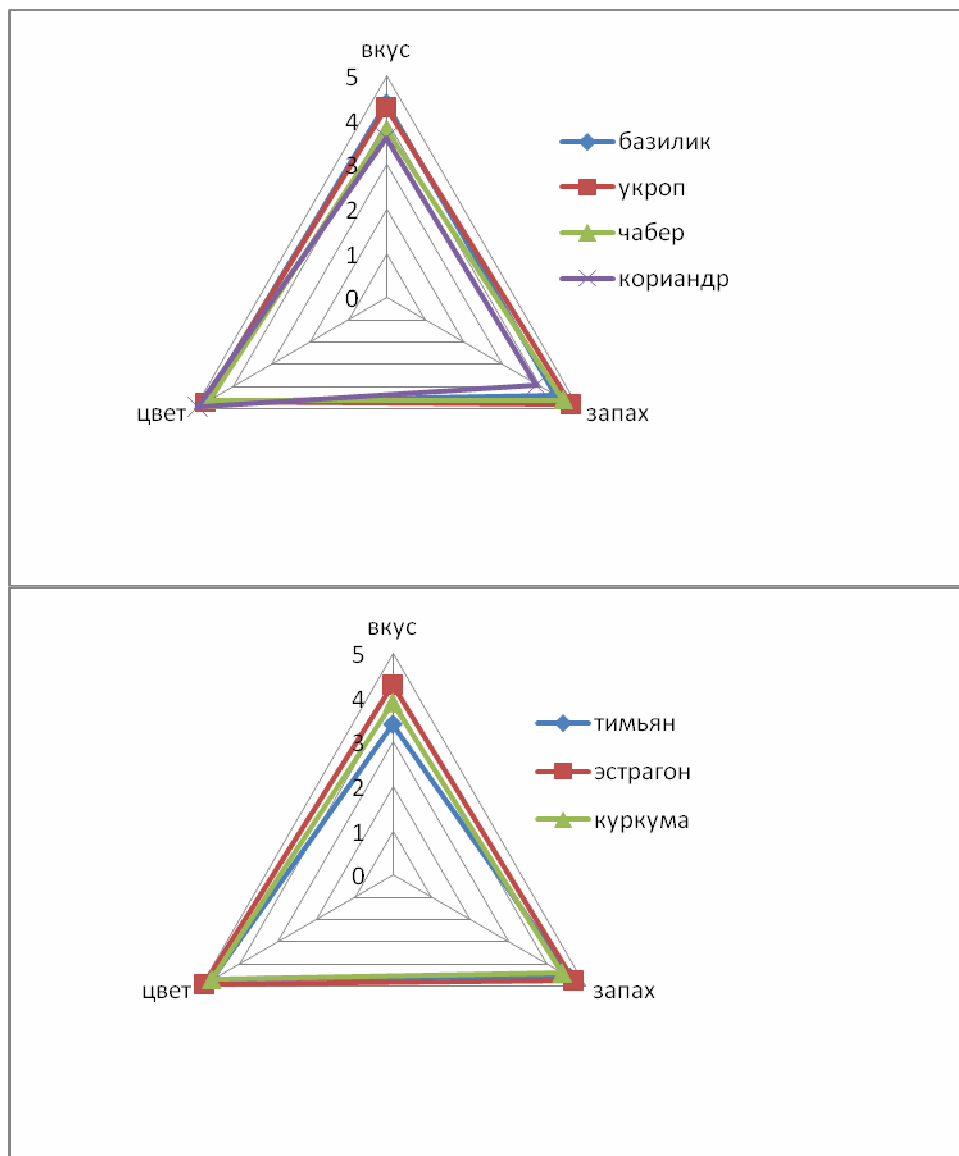 вкус
5
4
3
2
1
0
цвет
запах
базилик
укроп
чабер
кориандр
вкус
5
4
3
2
1
0
цвет
запах
тимьян
эстрагон
куркума